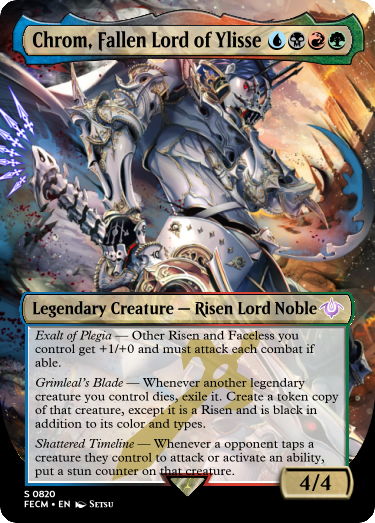 Chrom, Fallen Lord of Ylisse
Legendary Creature — Risen Lord Noble
Exalt of Plegia — Other Risen and Faceless you
control get +1/+0 and must attack each combat if
able.
Grimleal's Blade — Whenever another legendary
creature you control dies, exile it. Create a token copy
of that creature, except it is a Risen and is black in
addition to its color and types.
Shattered Timeline — Whenever a opponent taps a
creature they control to attack or activate an ability,
put a stun counter on that creature.
4/4
S 0820
FECM • EN Setsu